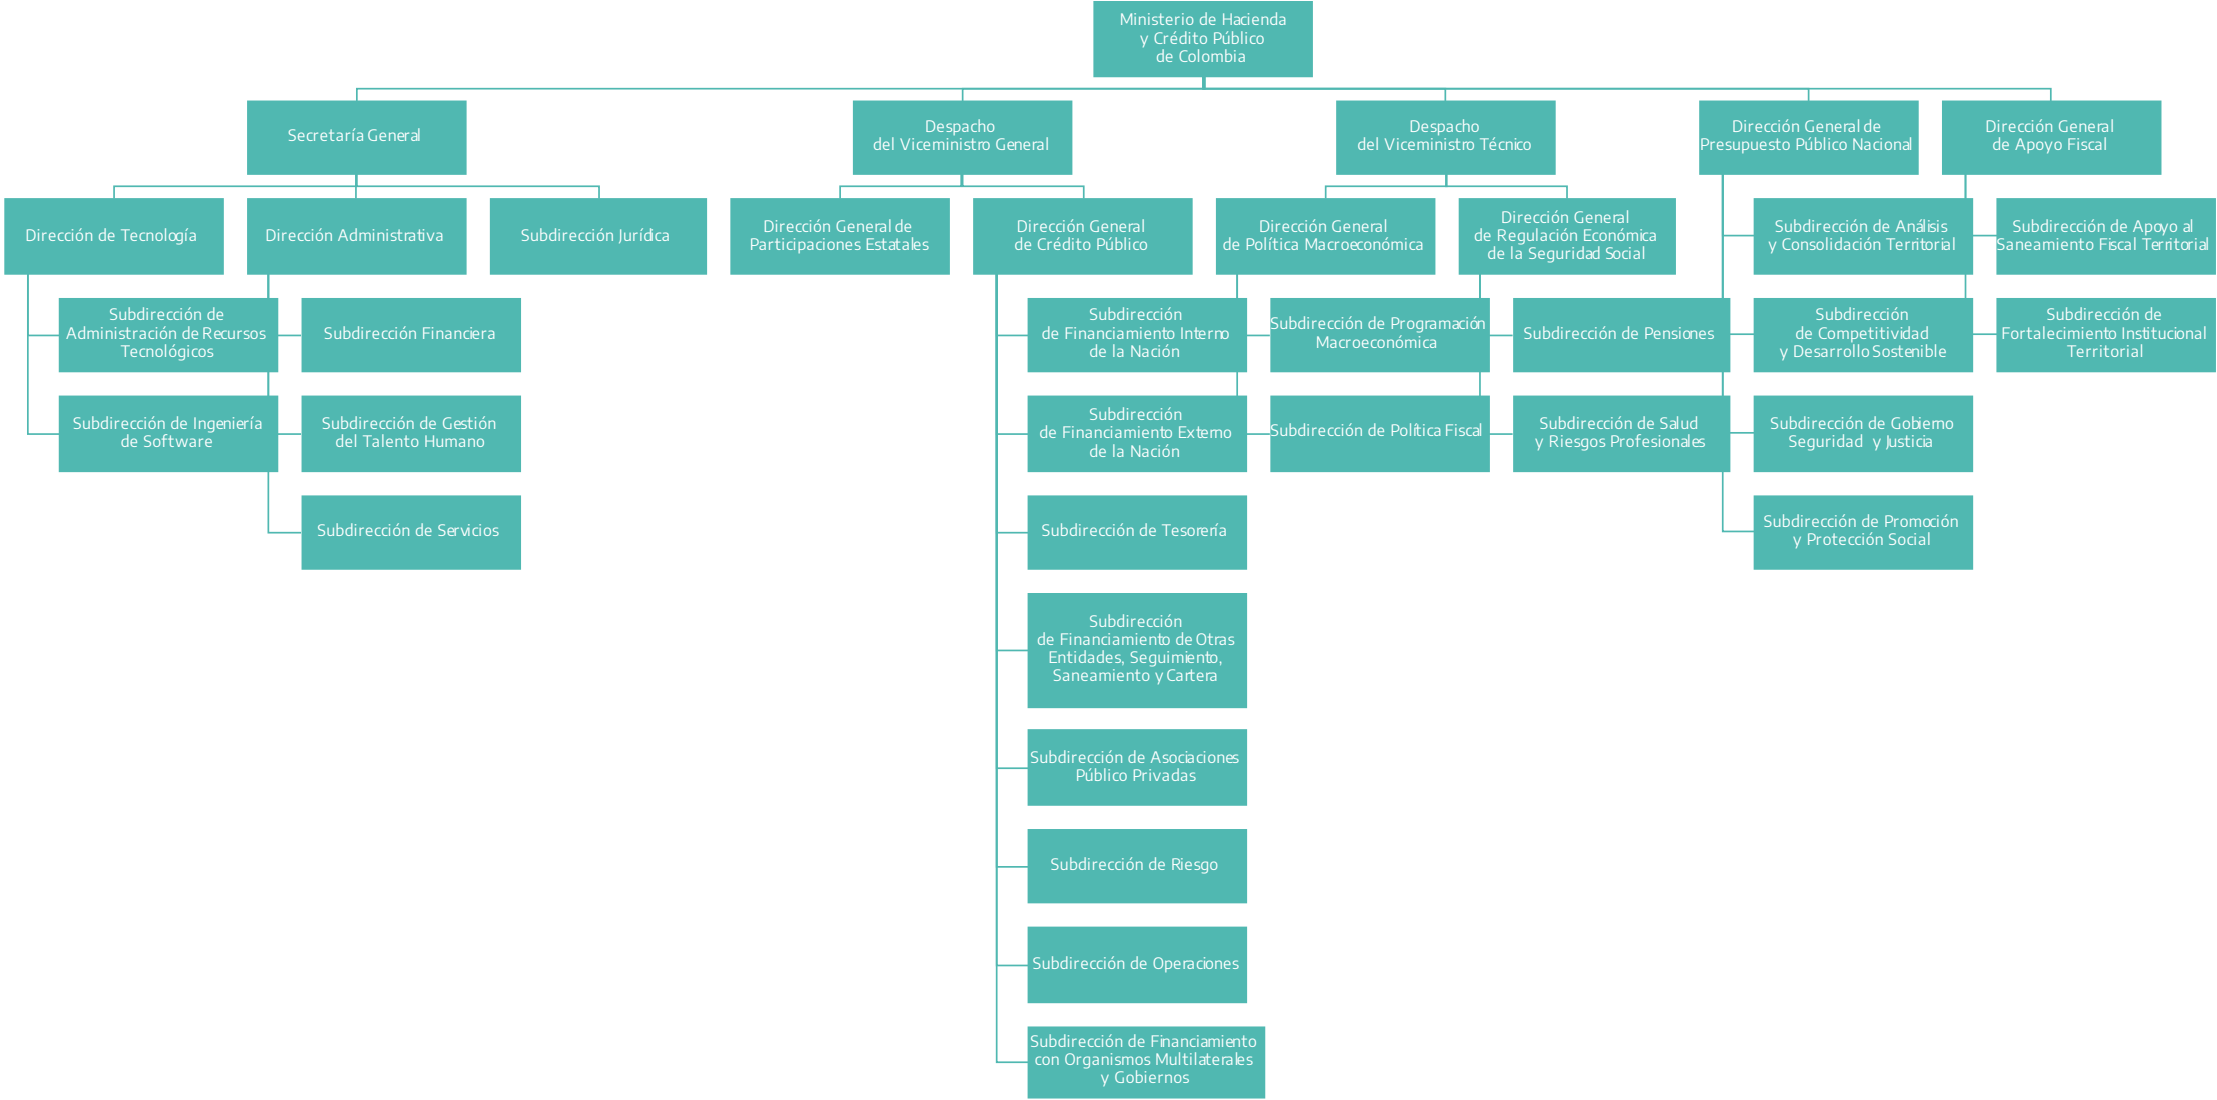 Ministerio de Hacienda
y Crédito Público
de Colombia
Secretaría General
Despacho
del Viceministro General
Despacho
del Viceministro Técnico
Dirección General de
Presupuesto Público Nacional
Dirección General
de Apoyo Fiscal
Dirección de Tecnología
Dirección Administrativa
Subdirección Jurídica
Dirección General de
Participaciones Estatales
Dirección General
de Crédito Público
Dirección General
de Política Macroeconómica
Dirección General
de Regulación Económica
de la Seguridad Social
Subdirección de Análisis
y Consolidación Territorial
Subdirección de Apoyo al
Saneamiento Fiscal Territorial
Subdirección de
Administración de Recursos
Tecnológicos
Subdirección Financiera
Subdirección
de Financiamiento Interno
de la Nación
Subdirección de Programación
Macroeconómica
Subdirección de Pensiones
Subdirección
de Competitividad
y Desarrollo Sostenible
Subdirección de
Fortalecimiento Institucional
Territorial
Subdirección de Ingeniería
de Software
Subdirección de Gestión
del Talento Humano
Subdirección
de Financiamiento Externo
de la Nación
Subdirección de Política Fiscal
Subdirección de Salud
y Riesgos Profesionales
Subdirección de Gobierno
Seguridad y Justicia
Subdirección de Servicios
Subdirección de Tesorería
Subdirección de Promoción
y Protección Social
Subdirección
de Financiamiento de Otras
Entidades, Seguimiento,
Saneamiento y Cartera
Subdirección de Asociaciones
Público Privadas
Subdirección de Riesgo
Subdirección de Operaciones
Subdirección de Financiamiento
con Organismos Multilaterales
y Gobiernos